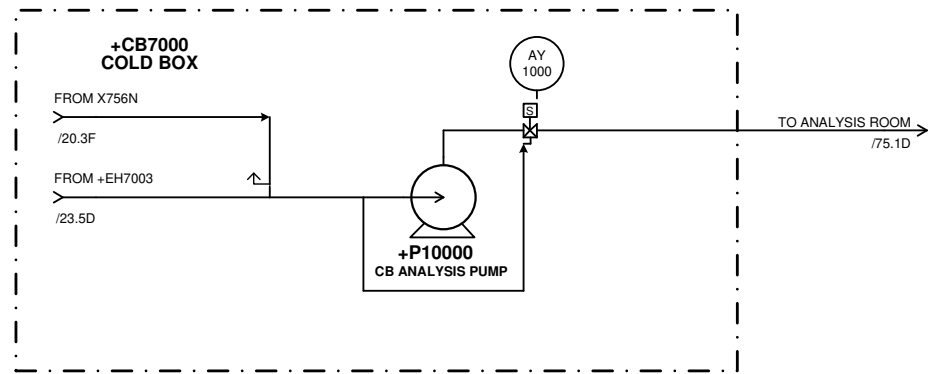 +CB7000
COLD BOX
AY
1000
FROM X756N
S
TO ANALYSIS ROOM
/20.3F
/75.1D
FROM +EH7003
/23.5D
+P10000
CB ANALYSIS PUMP